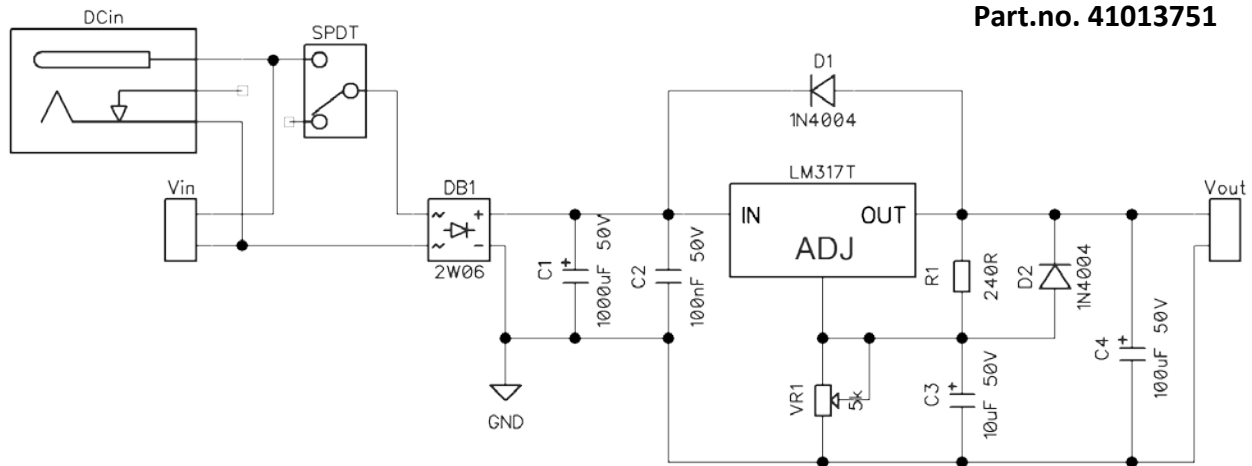 Part.no. 41013751
DCin
SPDT
D1
1N4004
LM317T
Vin
DB1
Vout
~ +
~ -
2W06
IN OUT
ADJ
C1
+
1000uF 50V
C2
100nF 50V
R1
240R
D2
1N4004
C4
+
100uF 50V
GND
VR1
5k
C3
+
10uF 50V